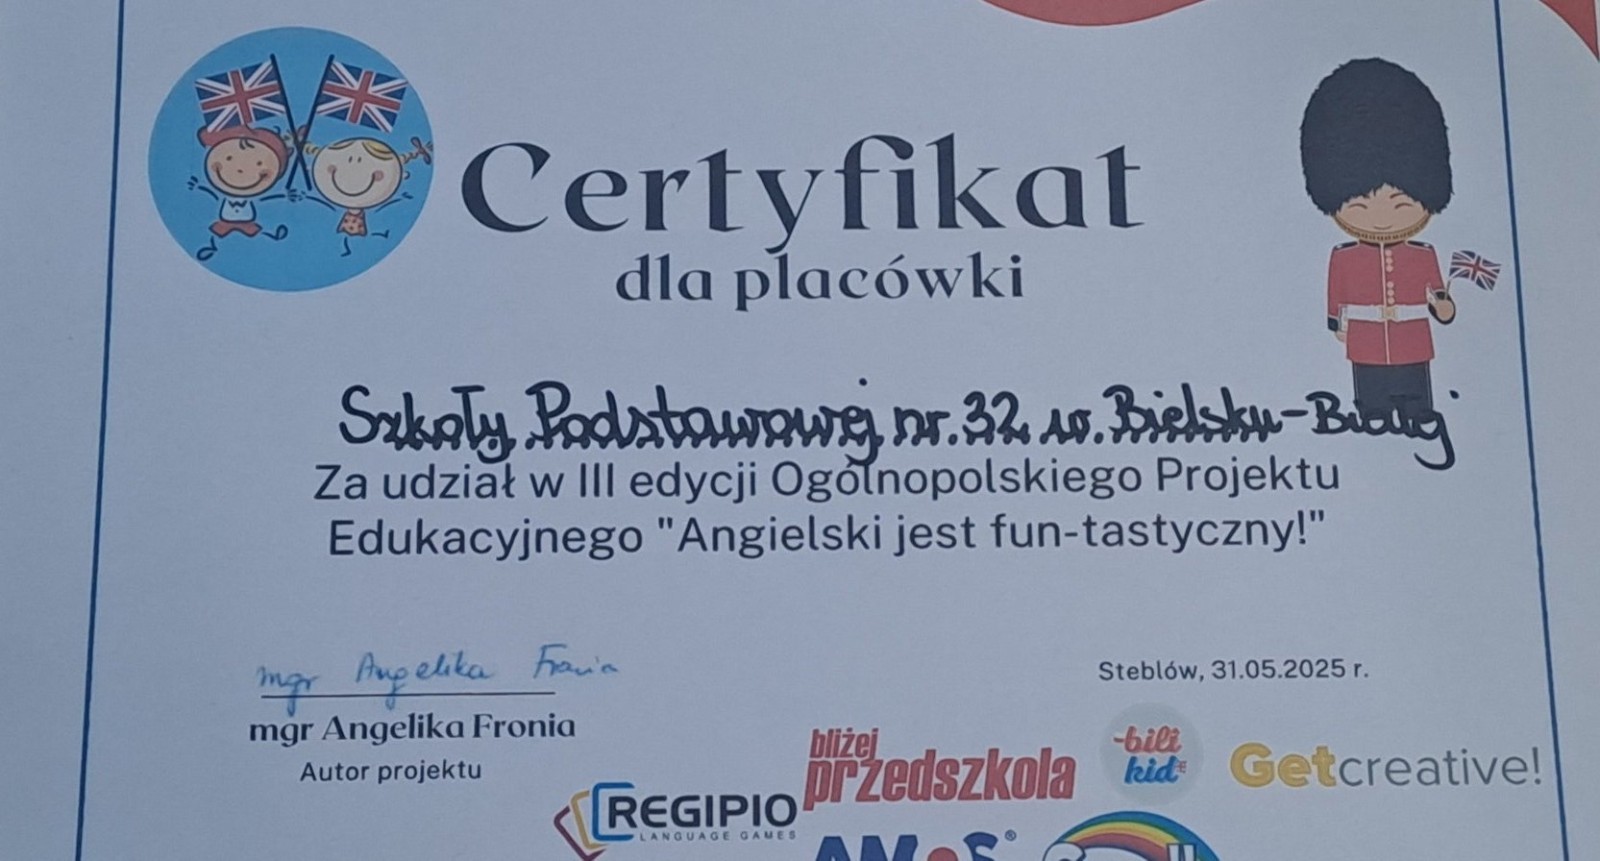 Certyfikat
dla placówki
Szkoły Podstawowej nr. 32 w. Bielsku-Białej
Za udział w III edycji Ogólnopolskiego Projektu
Edukacyjnego "Angielski jest fun-tastyczny!"
mgr Angelika Fronia
mgr Angelika Fronia
Autor projektu
Steblów, 31.05.2025 r.
bliżej
przedszkola
-bili
kid
Getcreative!
REGIPIO
LANGUAGE GAMES